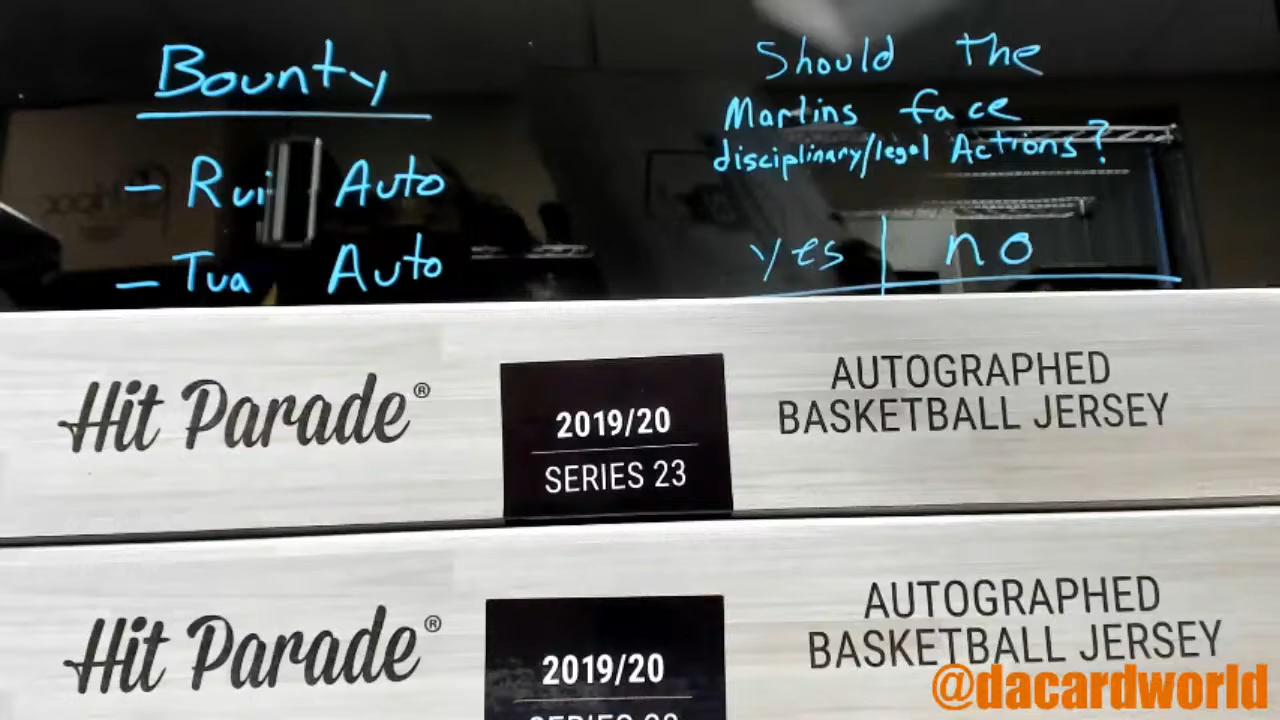 Bounty
- Rui Auto
- Tua Auto
Should The
Marlins face
disciplinary/legal Actions?
yes | no
Hit Parade®
2019/20
SERIES 23
AUTOGRAPHED
BASKETBALL JERSEY
Hit Parade®
2019/20
AUTOGRAPHED
BASKETBALL JERSEY
@dacardworld